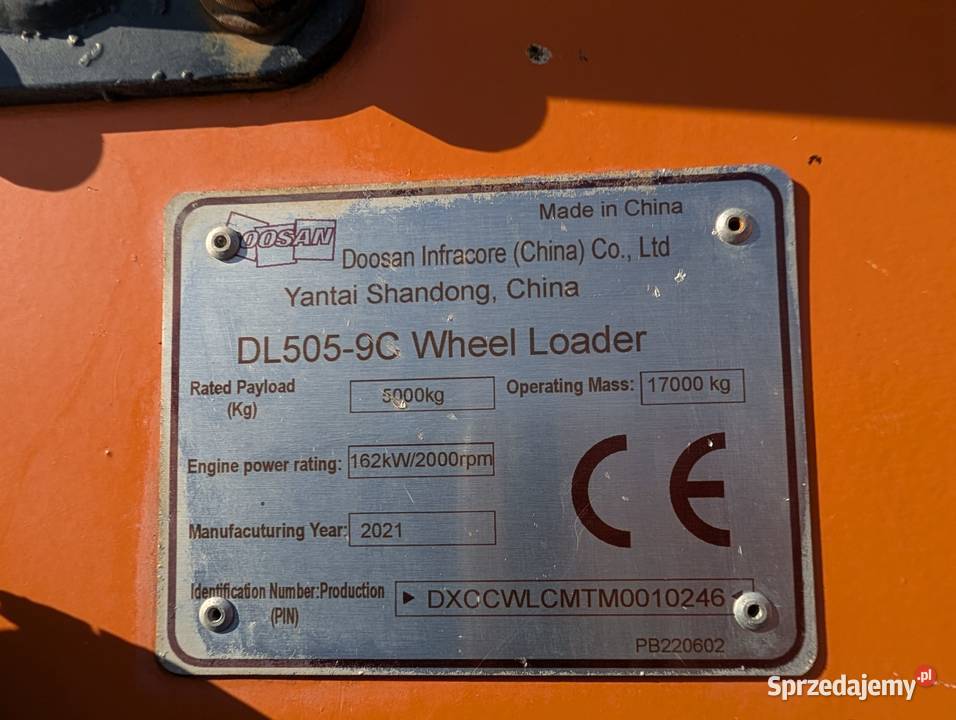 Made in China
DOOSAN
Doosan Infracore (China) Co., Ltd
Yantai Shandong, China
DL505-9C Wheel Loader
Rated Payload (Kg) 5000kg
Operating Mass: 17000 kg
Engine power rating: 162kW/2000rpm
Manufacuturing Year: 2021
CE
Identification Number:Production (PIN) ► DXCCWLCMTM0010246 ◄
PB220602
Sprzedajemy.pl